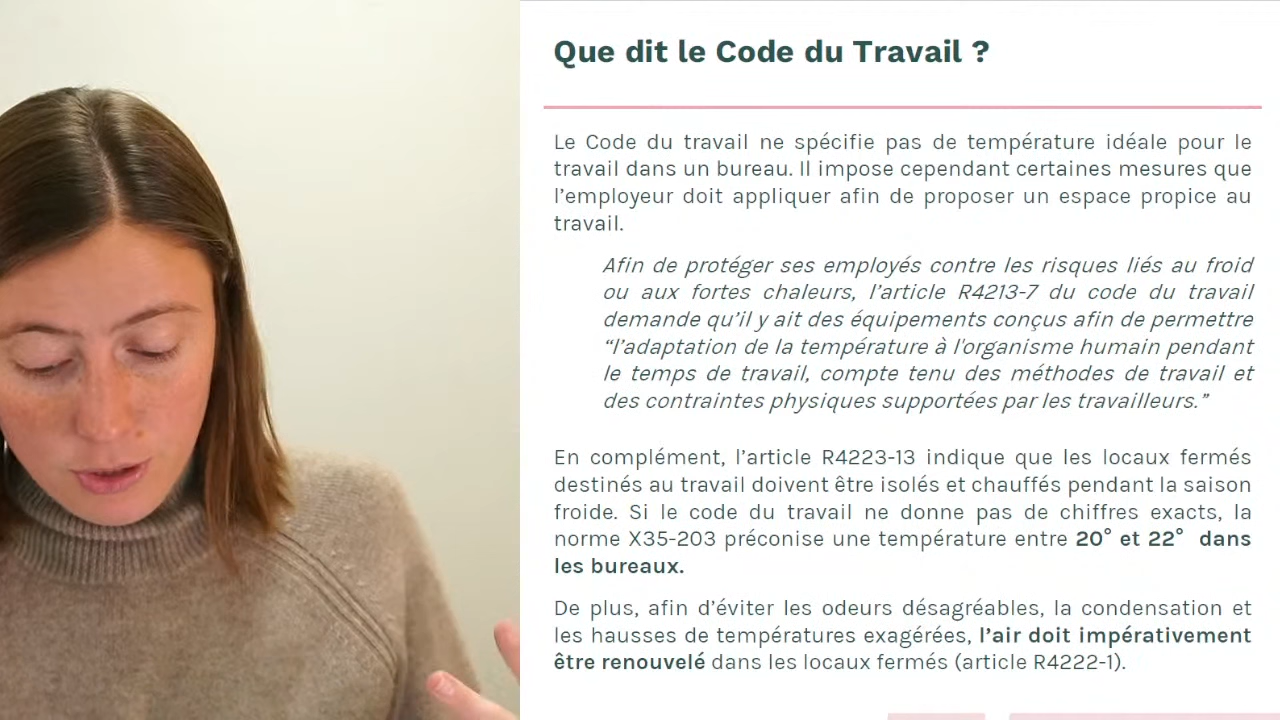 Que dit le Code du Travail ?
Le Code du travail ne spécifie pas de température idéale pour le
travail dans un bureau. Il impose cependant certaines mesures que
l’employeur doit appliquer afin de proposer un espace propice au
travail.
Afin de protéger ses employés contre les risques liés au froid
ou aux fortes chaleurs, l’article R4213-7 du code du travail
demande qu’il y ait des équipements conçus afin de permettre
“l’adaptation de la température à l'organisme humain pendant
le temps de travail, compte tenu des méthodes de travail et
des contraintes physiques supportées par les travailleurs.”
En complément, l’article R4223-13 indique que les locaux fermés
destinés au travail doivent être isolés et chauffés pendant la saison
froide. Si le code du travail ne donne pas de chiffres exacts, la
norme X35-203 préconise une température entre 20° et 22° dans
les bureaux.
De plus, afin d’éviter les odeurs désagréables, la condensation et
les hausses de températures exagérées, l’air doit impérativement
être renouvelé dans les locaux fermés (article R4222-1).